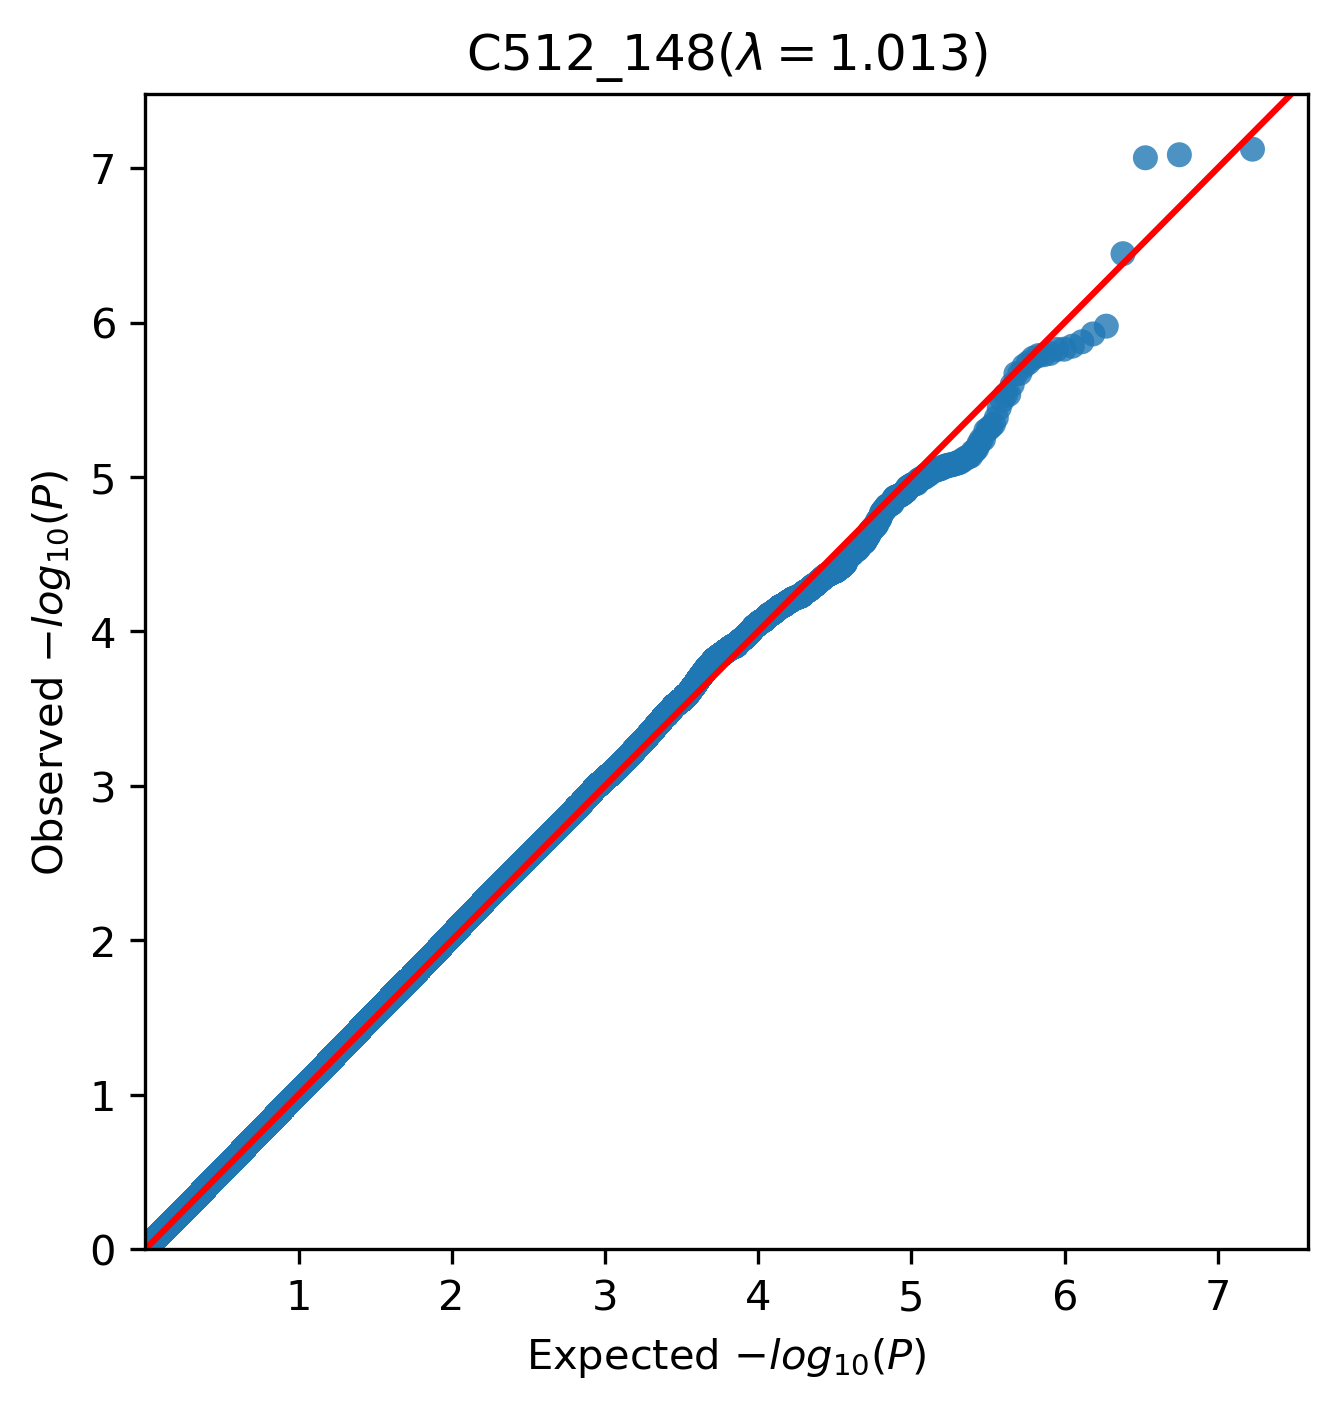 C512_148(λ = 1.013)
7
6
5
4
3
2
1
0
Observed −log₁₀(P)
1 2 3 4 5 6 7
Expected −log₁₀(P)